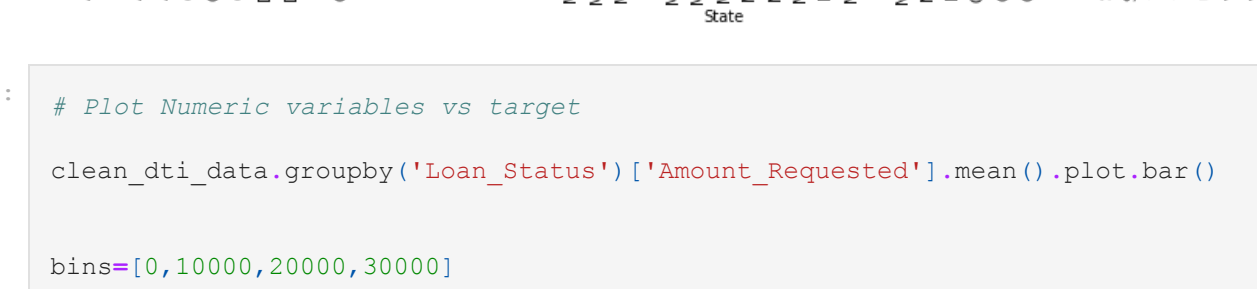 State
:
# Plot Numeric variables vs target
clean_dti_data.groupby('Loan_Status')['Amount_Requested'].mean().plot.bar()
bins=[0,10000,20000,30000]